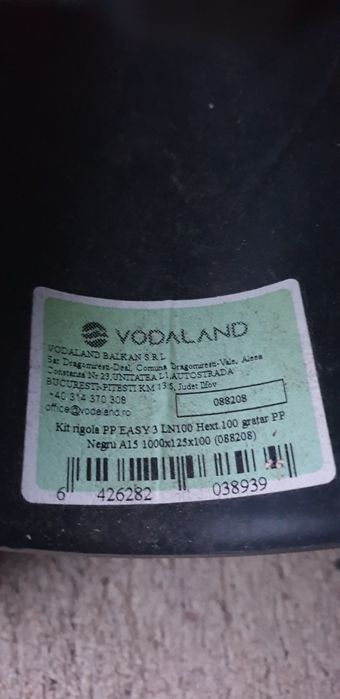 VODALAND
VODALAND BALKAN S.R.L
Sat Dragomiresti-Deal, Comuna Dragomiresti-Vale, Aleea
Constanta Nr 23,UNITATEA L1,AUTOSTRADA
BUCURESTI-PITESTI KM 13.5, Judet Ilfov
+40 314 370 308
088208
office@vodaland.ro
Kit rigola PP EASY 3 LN100 Hext.100 gratar PP
Negru A15 1000x125x100 (088208)
6 426282 038939